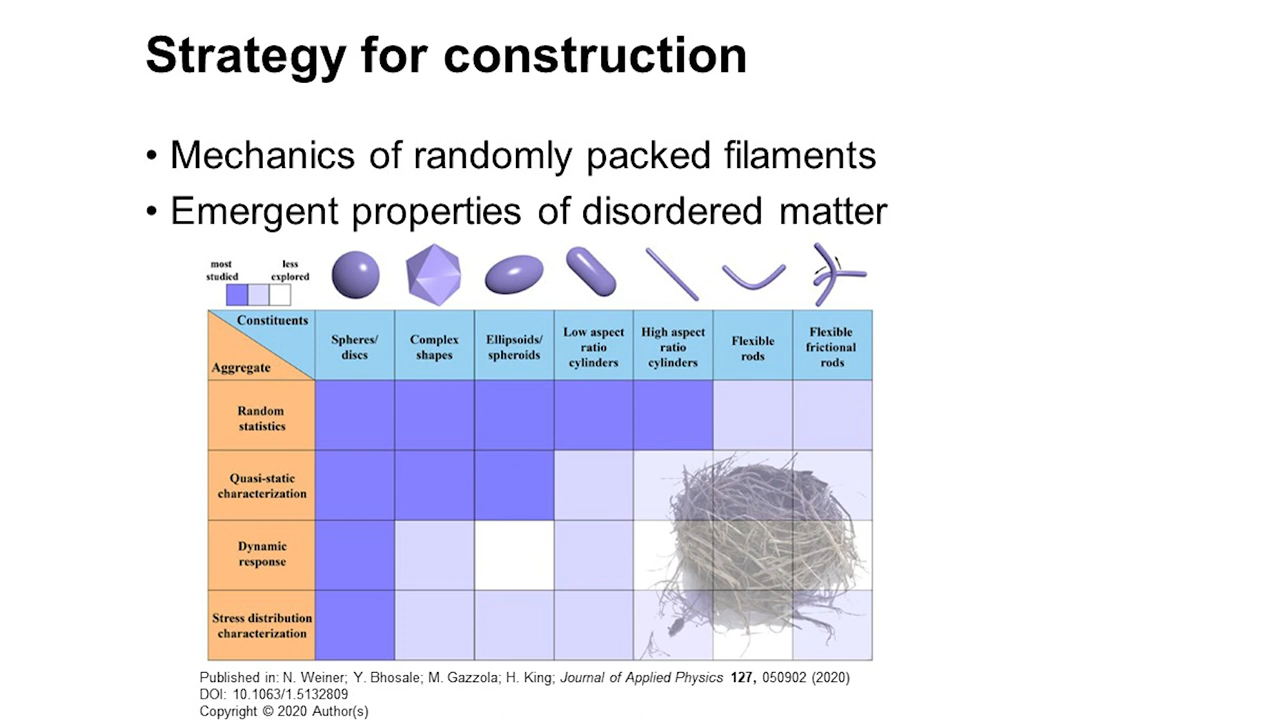 Strategy for construction
• Mechanics of randomly packed filaments
• Emergent properties of disordered matter
most
studied
less
explored
Constituents
Aggregate
Spheres/
discs
Complex
shapes
Ellipsoids/
spheroids
Low aspect
ratio
cylinders
High aspect
ratio
cylinders
Flexible
rods
Flexible
frictional
rods
Random
statistics
Quasi-static
characterization
Dynamic
response
Stress distribution
characterization
Published in: N. Weiner; Y. Bhosale; M. Gazzola; H. King; Journal of Applied Physics 127, 050902 (2020)
DOI: 10.1063/1.5132809
Copyright © 2020 Author(s)